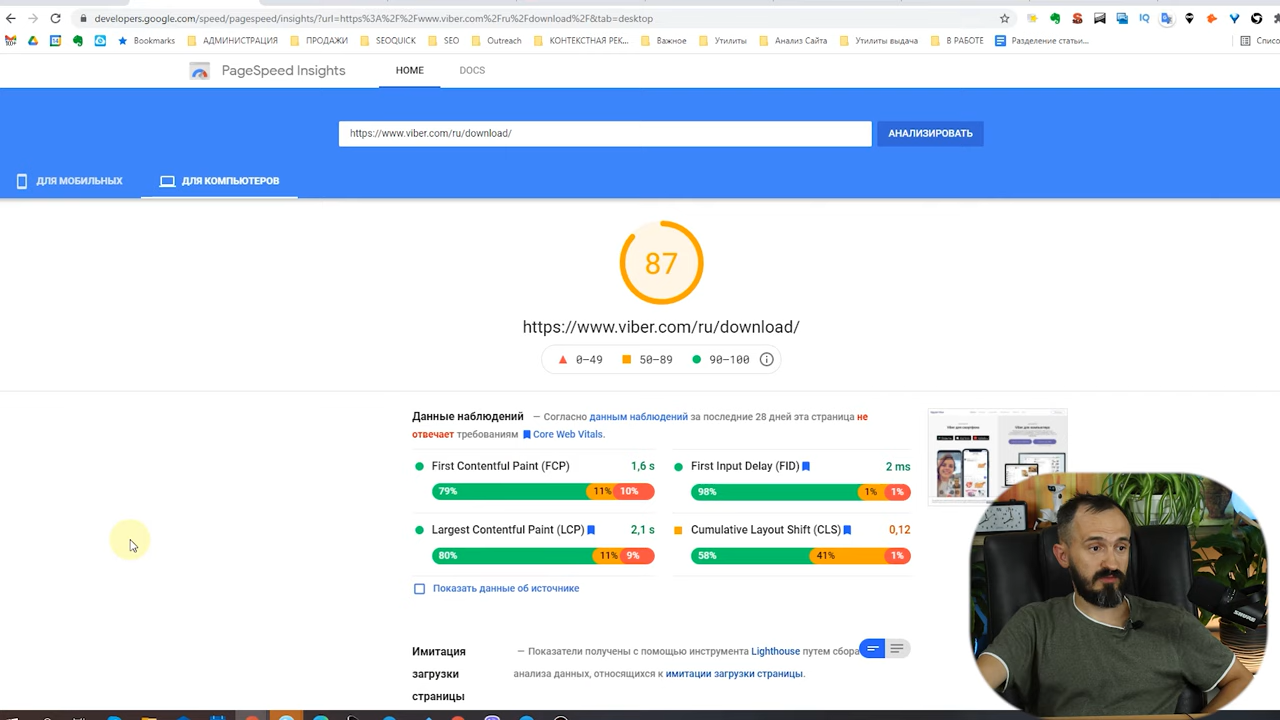 developers.google.com/speed/pagespeed/insights/?url=https%3A%2F%2Fwww.viber.com%2Fru%2Fdownload%2F&tab=desktop
Bookmarks АДМИНИСТРАЦИЯ ПРОДАЖИ SEOQUICK SEO Outreach КОНТЕКСТНАЯ РЕК... Важное Утилиты Анализ Сайта Утилиты выдача В РАБОТЕ Разделение статьи... Списо
PageSpeed Insights HOME DOCS
https://www.viber.com/ru/download/ АНАЛИЗИРОВАТЬ
ДЛЯ МОБИЛЬНЫХ ДЛЯ КОМПЬЮТЕРОВ
87
https://www.viber.com/ru/download/
0–49 50–89 90–100
Данные наблюдений — Согласно данным наблюдений за последние 28 дней эта страница не
отвечает требованиям Core Web Vitals.
First Contentful Paint (FCP) 1,6 s First Input Delay (FID) 2 ms
79% 11% 10% 98% 1% 1%
Largest Contentful Paint (LCP) 2,1 s Cumulative Layout Shift (CLS) 0,12
80% 11% 9% 58% 41% 1%
Показать данные об источнике
Имитация — Показатели получены с помощью инструмента Lighthouse путем сбора
загрузки анализа данных, относящихся к имитации загрузки страницы.
страницы